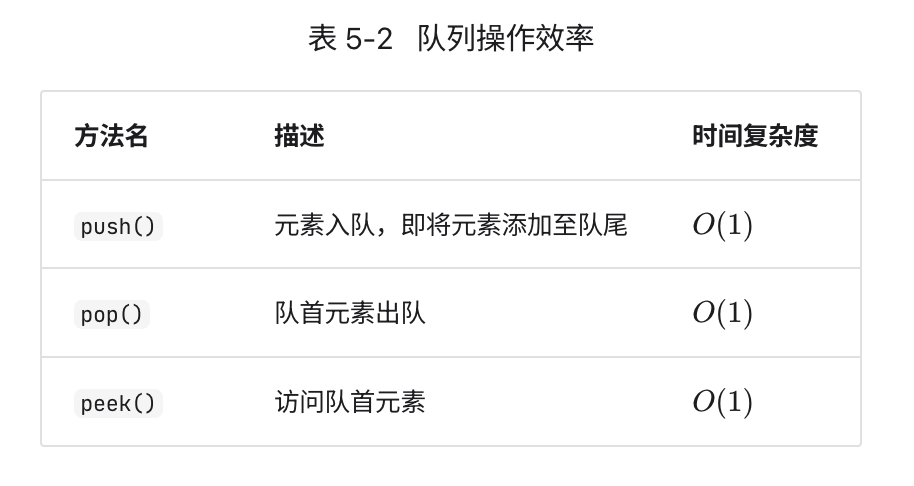 表 5-2 队列操作效率
方法名 描述 时间复杂度
push() 元素入队，即将元素添加至队尾 O(1)
pop() 队首元素出队 O(1)
peek() 访问队首元素 O(1)